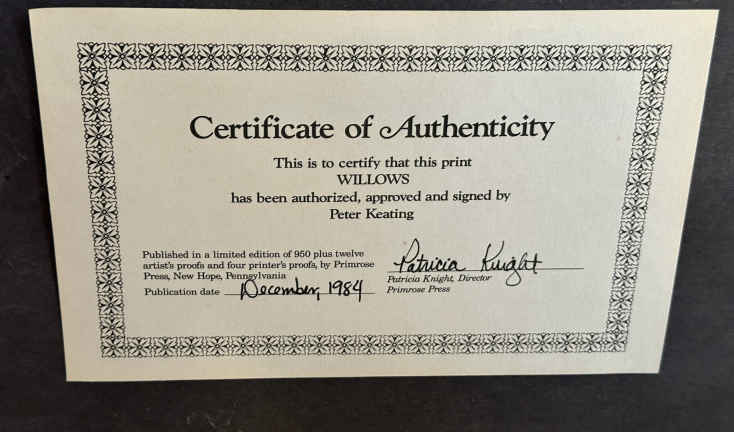 Certificate of Authenticity
This is to certify that this print
WILLOWS
has been authorized, approved and signed by
Peter Keating
Published in a limited edition of 950 plus twelve
artist's proofs and four printer's proofs, by Primrose
Press, New Hope, Pennsylvania
Publication date December, 1984
Patricia Knight
Patricia Knight, Director
Primrose Press